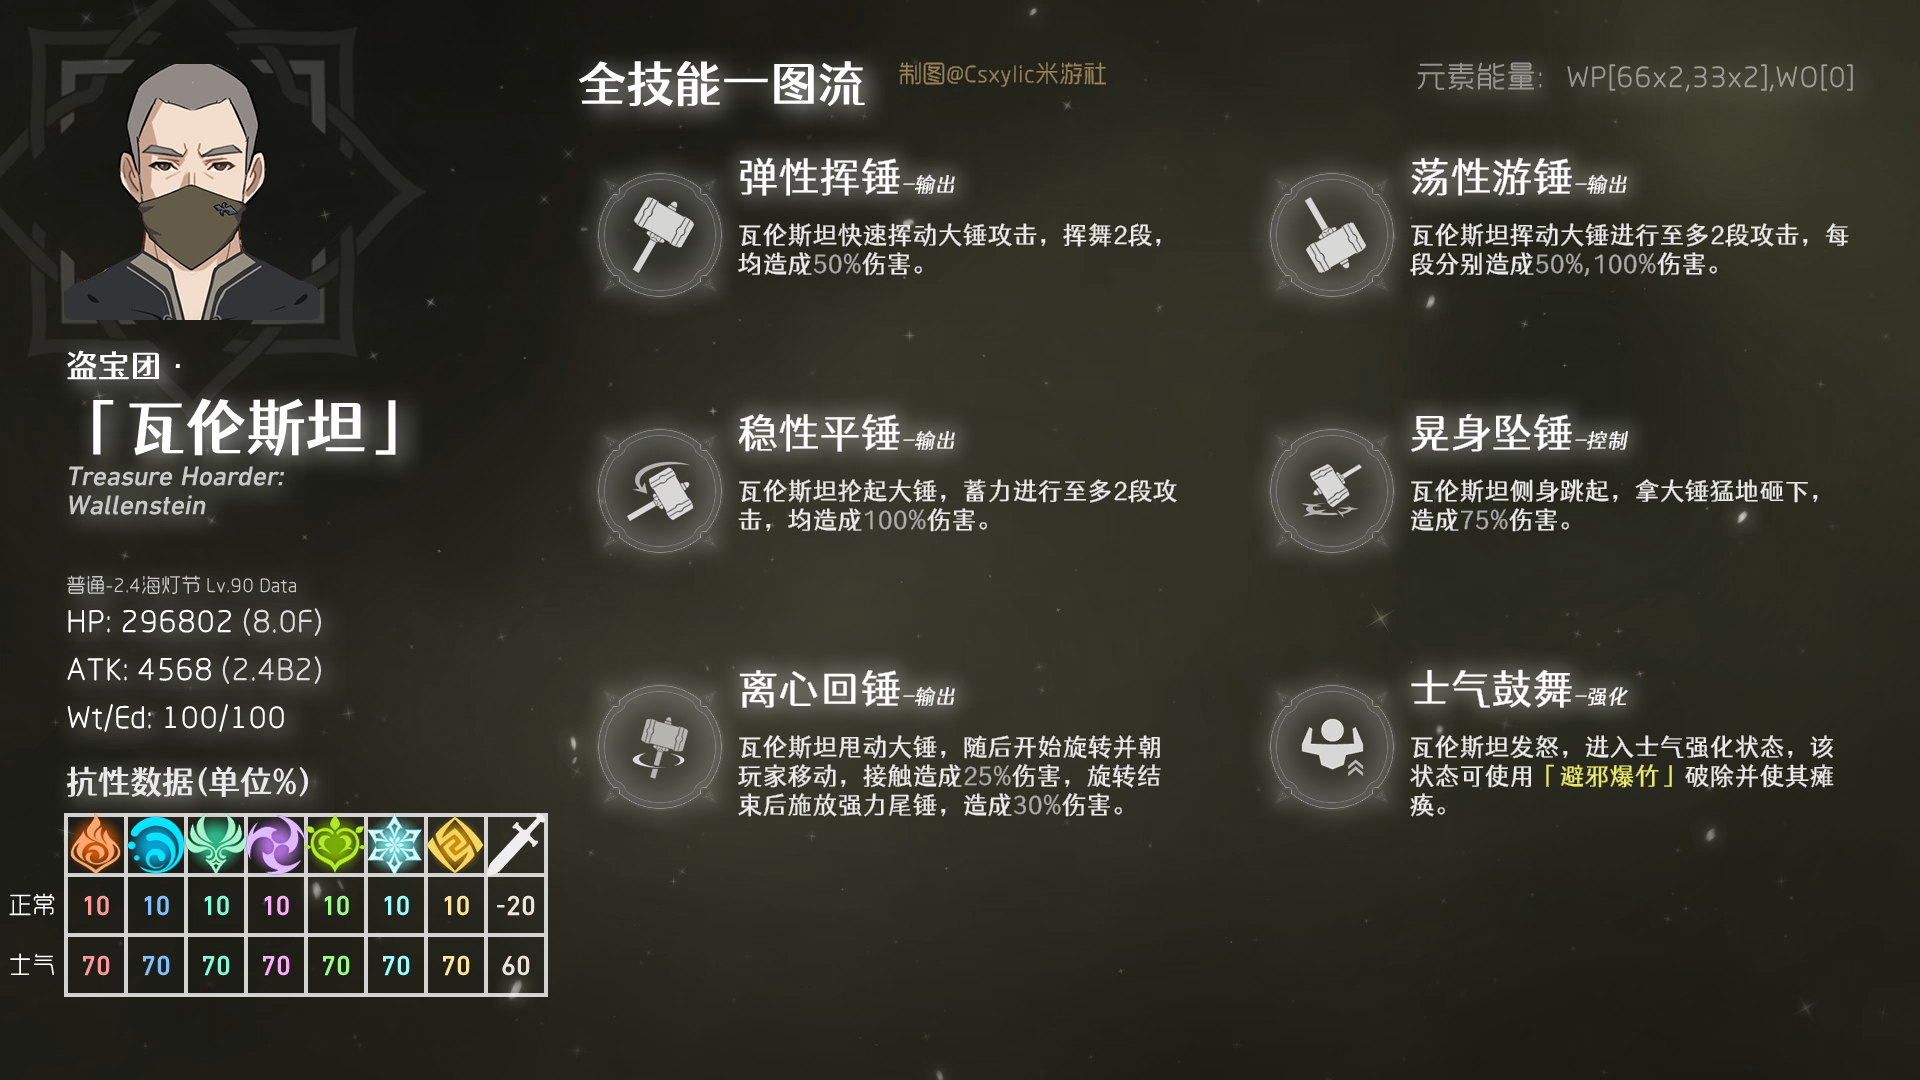 全技能一图流
制图@Csxylic米游社
元素能量: WP[66x2,33x2],WO[0]
盗宝团·
「瓦伦斯坦」
Treasure Hoarder:
Wallenstein
普通-2.4海灯节 Lv.90 Data
HP: 296802 (8.0F)
ATK: 4568 (2.4B2)
Wt/Ed: 100/100
抗性数据(单位%)
正常 10 10 10 10 10 10 10 -20
士气 70 70 70 70 70 70 70 60
弹性挥锤-输出
瓦伦斯坦快速挥动大锤攻击，挥舞2段，
均造成50%伤害。
荡性游锤-输出
瓦伦斯坦挥动大锤进行至多2段攻击，每
段分别造成50%,100%伤害。
稳性平锤-输出
瓦伦斯坦抡起大锤，蓄力进行至多2段攻
击，均造成100%伤害。
晃身坠锤-控制
瓦伦斯坦侧身跳起，拿大锤猛地砸下，
造成75%伤害。
离心回锤-输出
瓦伦斯坦甩动大锤，随后开始旋转并朝
玩家移动，接触造成25%伤害，旋转结
束后施放强力尾锤，造成30%伤害。
士气鼓舞-强化
瓦伦斯坦发怒，进入士气强化状态，该
状态可使用「避邪爆竹」破除并使其瘫
痪。